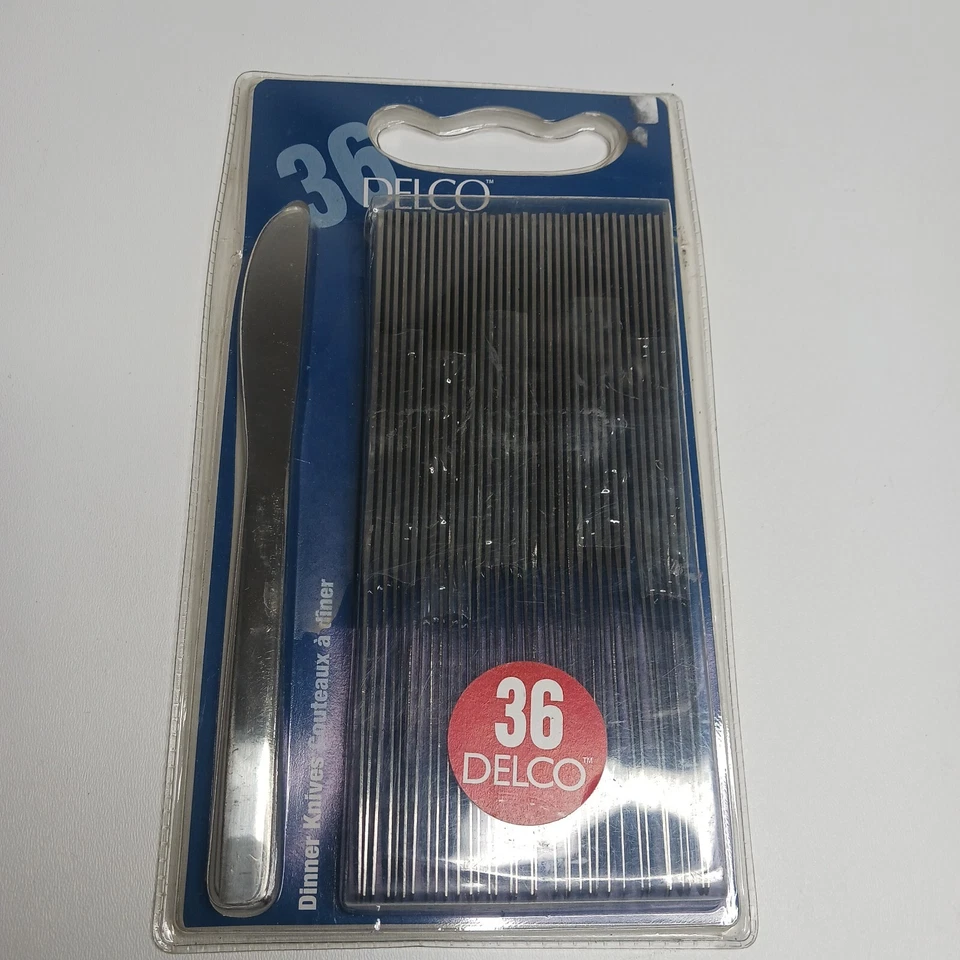 36
DELCO™
Dinner Knives Couteaux à dîner
36
DELCO™